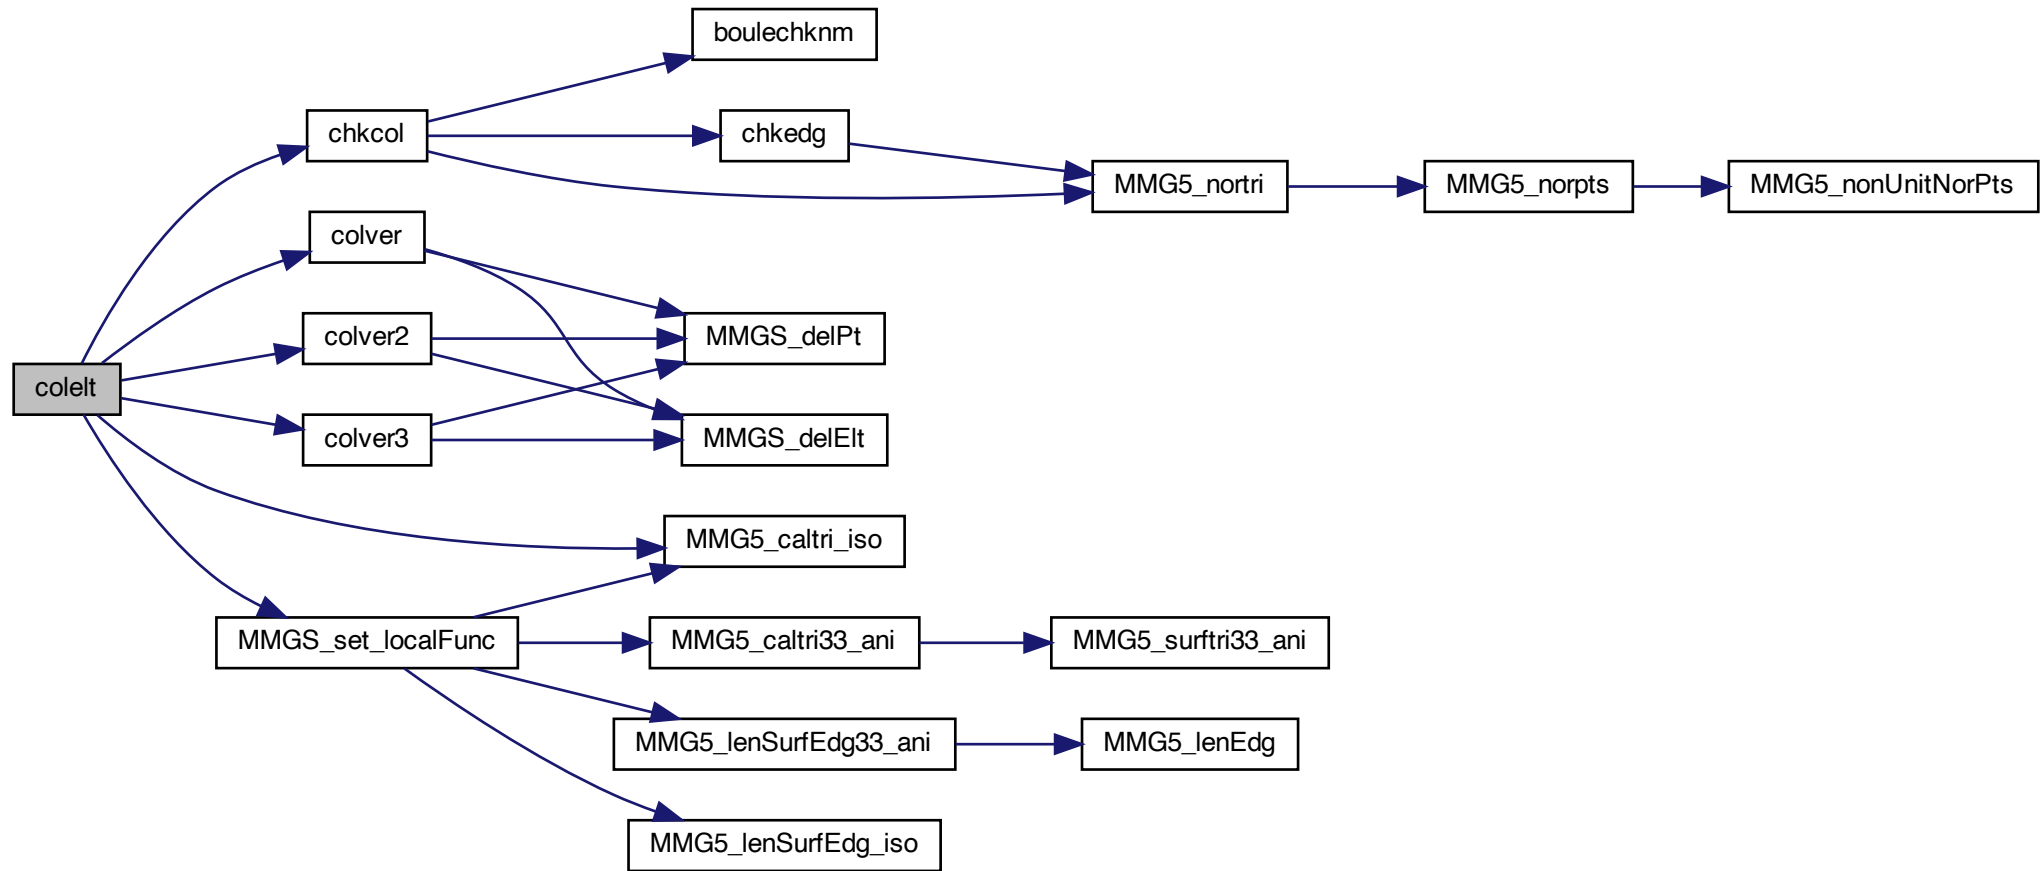 boulechknm
chkcol
chkedg
MMG5_nortri
MMG5_norpts
MMG5_nonUnitNorPts
colver
colver2
MMGS_delPt
colelt
colver3
MMGS_delElt
MMG5_caltri_iso
MMGS_set_localFunc
MMG5_caltri33_ani
MMG5_surftri33_ani
MMG5_lenSurfEdg33_ani
MMG5_lenEdg
MMG5_lenSurfEdg_iso